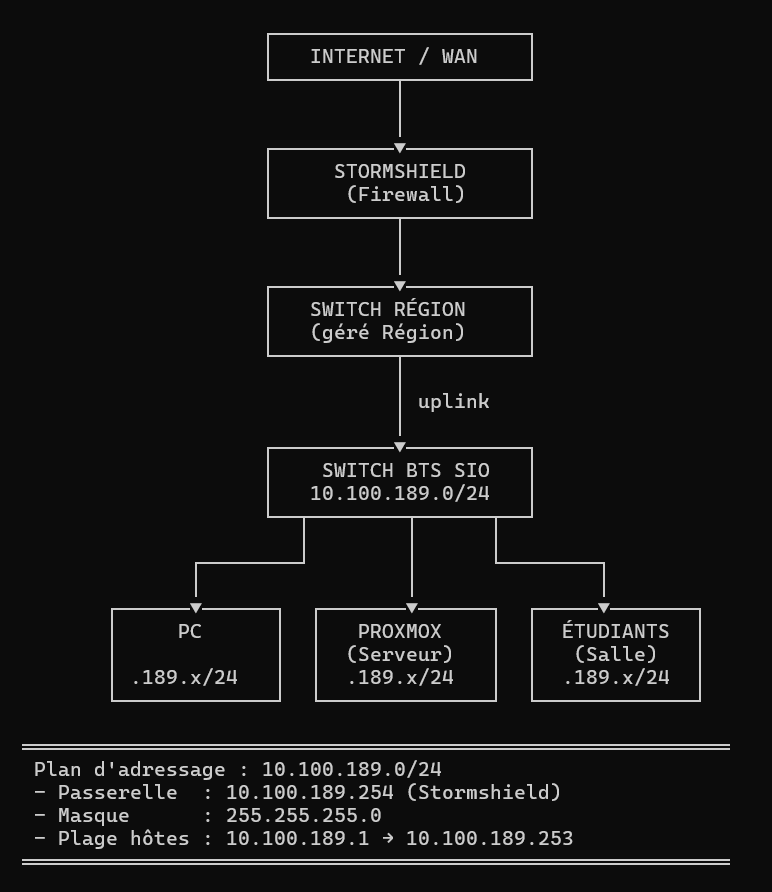 INTERNET / WAN
STORMSHIELD
(Firewall)
SWITCH RÉGION
(géré Région)
uplink
SWITCH BTS SIO
10.100.189.0/24
PC
.189.x/24
PROXMOX
(Serveur)
.189.x/24
ÉTUDIANTS
(Salle)
.189.x/24
Plan d'adressage : 10.100.189.0/24
- Passerelle : 10.100.189.254 (Stormshield)
- Masque : 255.255.255.0
- Plage hôtes : 10.100.189.1 → 10.100.189.253